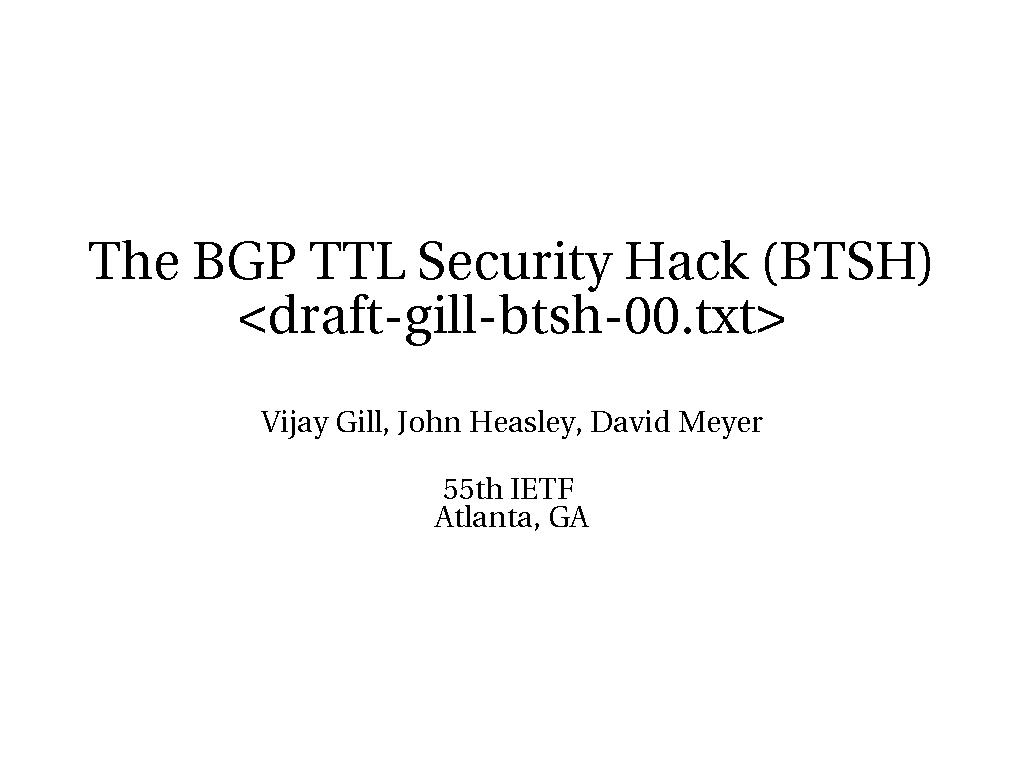 The BGP TTL Security Hack (BTSH)
<draft-gill-btsh-00.txt>
Vijay Gill, John Heasley, David Meyer
55th IETF
Atlanta, GA